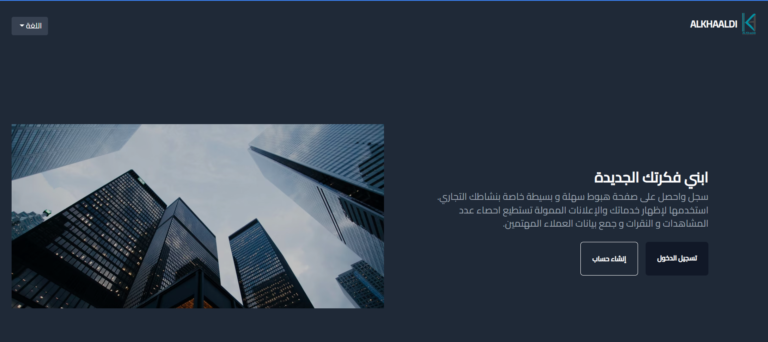 ALKHAALDI
اللغة
ابني فكرتك الجديدة
سجل واحصل على صفحة هبوط سهلة و بسيطة خاصة بنشاطك التجاري.
استخدمها لإظهار خدماتك والإعلانات الممولة تستطيع احصاء عدد
المشاهدات و النقرات و جمع بيانات العملاء المهتمين.
تسجيل الدخول
إنشاء حساب